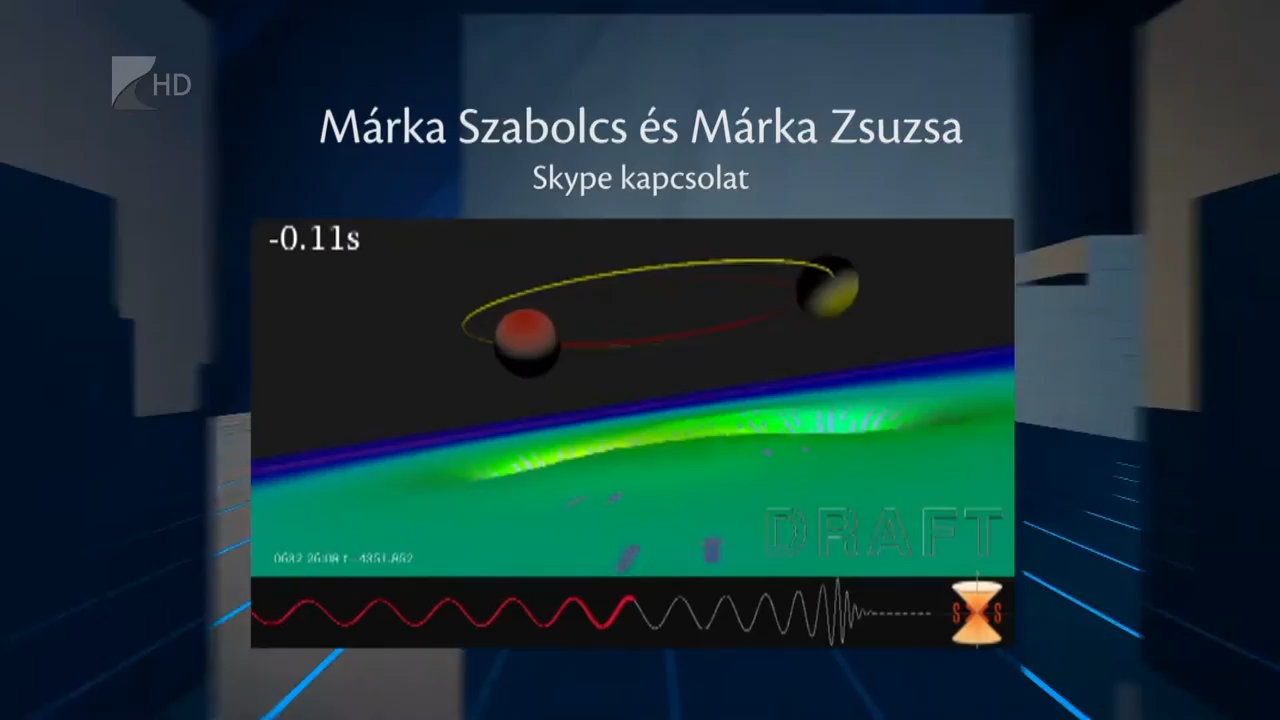 HD
Márka Szabolcs és Márka Zsuzsa
Skype kapcsolat
-0.11s
DRAFT
S S